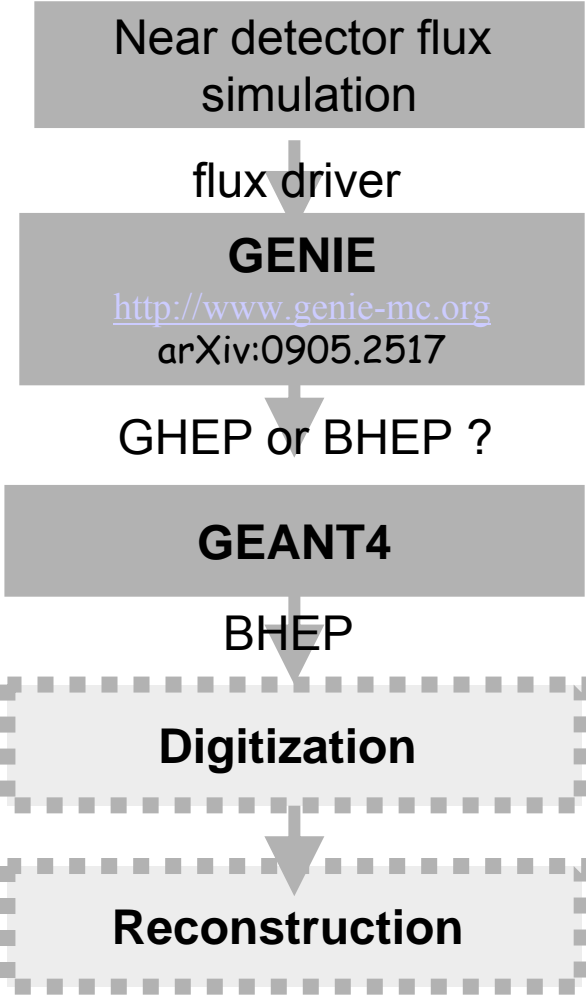 Near detector flux
simulation
flux driver
GENIE
http://www.genie-mc.org
arXiv:0905.2517
GHEP or BHEP ?
GEANT4
BHEP
Digitization
Reconstruction